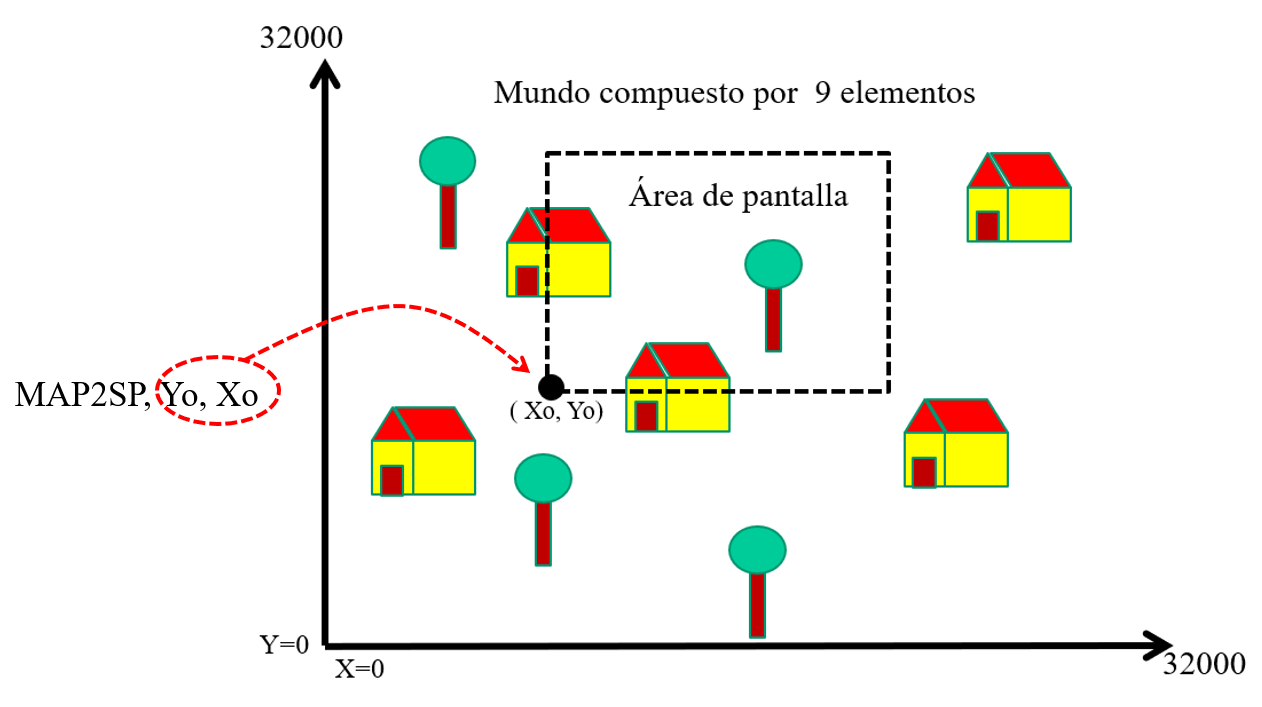 32000
Mundo compuesto por 9 elementos
Área de pantalla
MAP2SP, Yo, Xo
( Xo, Yo)
Y=0
X=0
32000